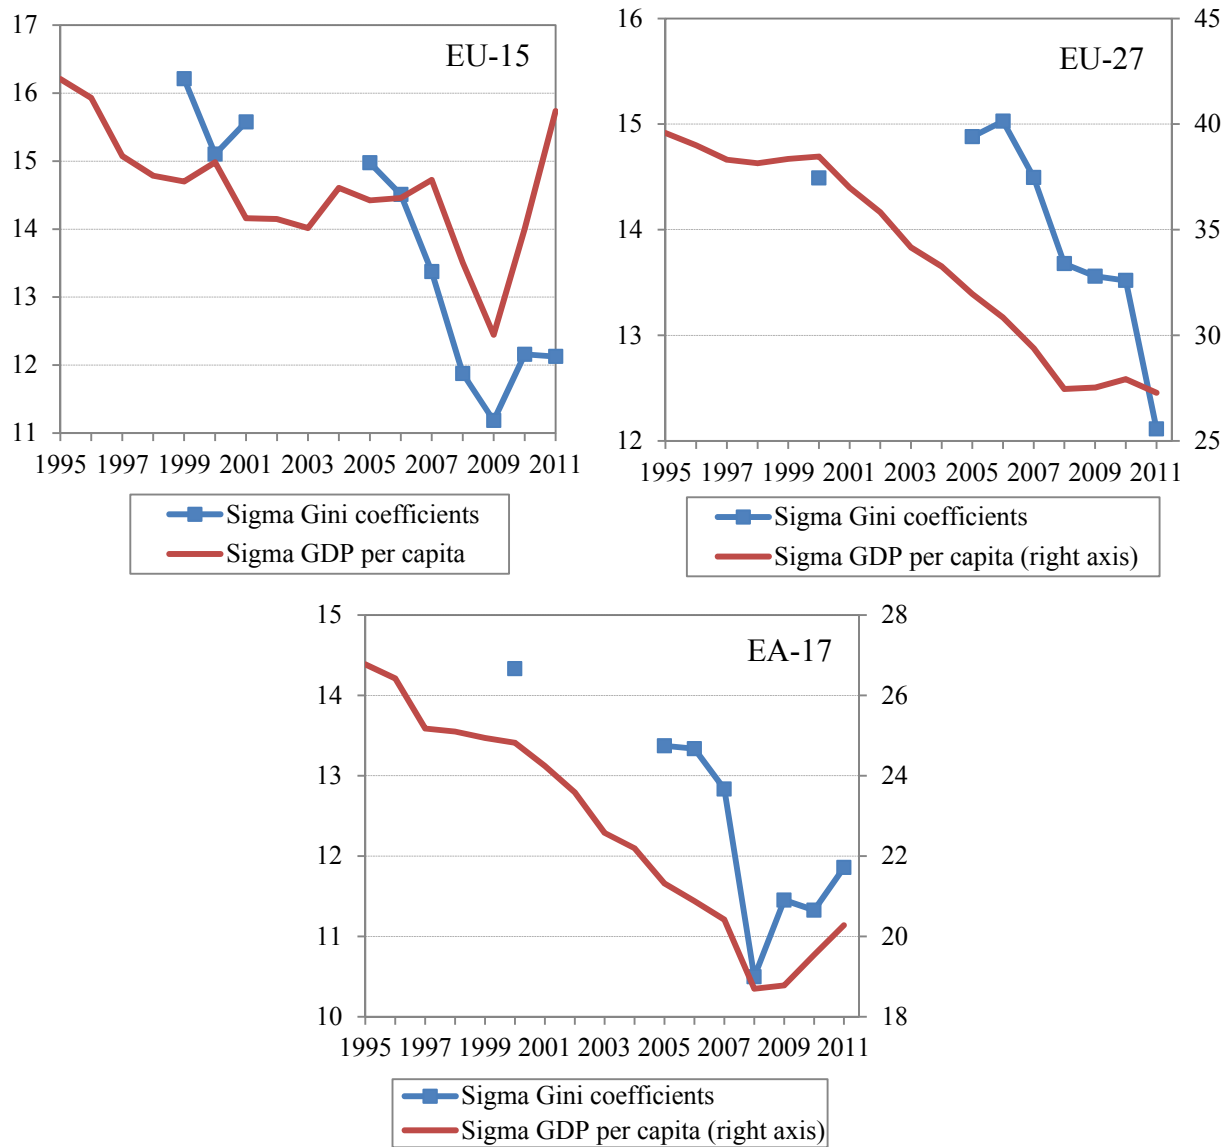 EU-15
17
16
15
14
13
12
11
1995 1997 1999 2001 2003 2005 2007 2009 2011
Sigma Gini coefficients
Sigma GDP per capita
EU-27
16
15
14
13
12
45
40
35
30
25
1995 1997 1999 2001 2003 2005 2007 2009 2011
Sigma Gini coefficients
Sigma GDP per capita (right axis)
EA-17
15
14
13
12
11
10
28
26
24
22
20
18
1995 1997 1999 2001 2003 2005 2007 2009 2011
Sigma Gini coefficients
Sigma GDP per capita (right axis)